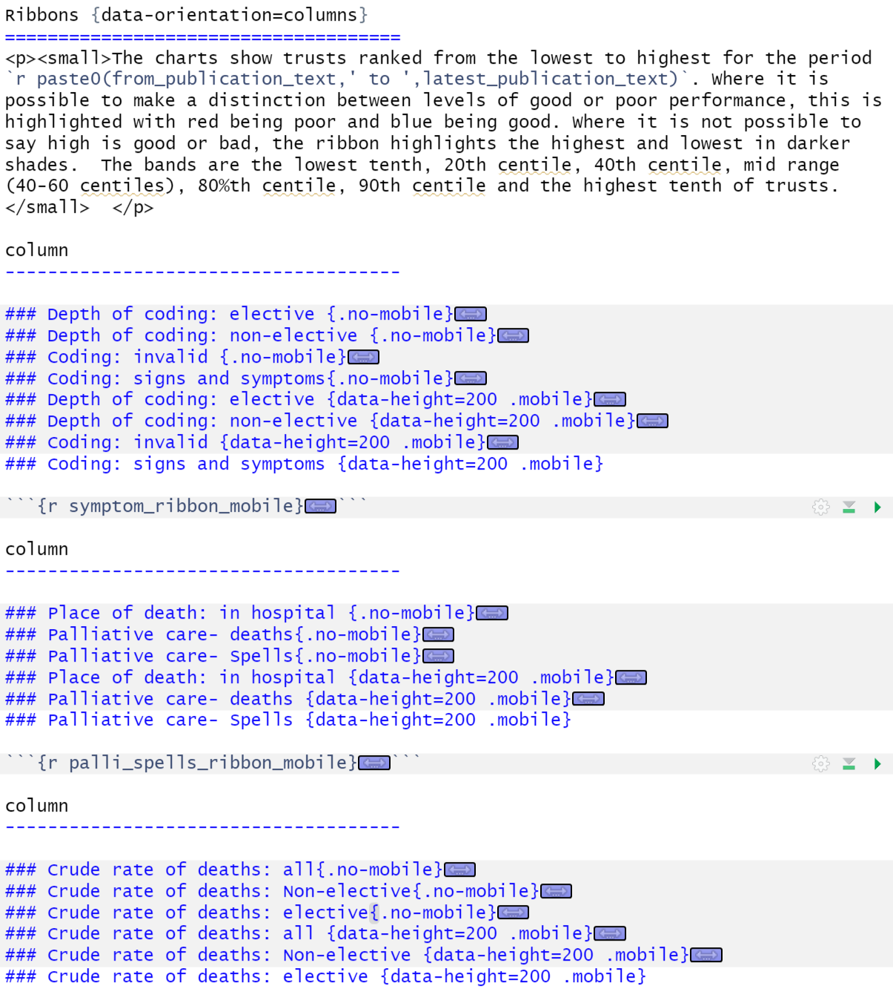 Ribbons {data-orientation=columns}
=====================================
<p><small>The charts show trusts ranked from the lowest to highest for the period
`r paste0(from_publication_text,' to ',latest_publication_text)`. Where it is
possible to make a distinction between levels of good or poor performance, this is
highlighted with red being poor and blue being good. Where it is not possible to
say high is good or bad, the ribbon highlights the highest and lowest in darker
shades.  The bands are the lowest tenth, 20th centile, 40th centile, mid range
(40-60 centiles), 80%th centile, 90th centile and the highest tenth of trusts.
</small>  </p>
column
-------------------------------------
### Depth of coding: elective {.no-mobile}
### Depth of coding: non-elective {.no-mobile}
### Coding: invalid {.no-mobile}
### Coding: signs and symptoms{.no-mobile}
### Depth of coding: elective {data-height=200 .mobile}
### Depth of coding: non-elective {data-height=200 .mobile}
### Coding: invalid {data-height=200 .mobile}
### Coding: signs and symptoms {data-height=200 .mobile}
```{r symptom_ribbon_mobile}```
column
-------------------------------------
### Place of death: in hospital {.no-mobile}
### Palliative care- deaths{.no-mobile}
### Palliative care- Spells{.no-mobile}
### Place of death: in hospital {data-height=200 .mobile}
### Palliative care- deaths {data-height=200 .mobile}
### Palliative care- Spells {data-height=200 .mobile}
```{r palli_spells_ribbon_mobile}```
column
-------------------------------------
### Crude rate of deaths: all{.no-mobile}
### Crude rate of deaths: Non-elective{.no-mobile}
### Crude rate of deaths: elective{.no-mobile}
### Crude rate of deaths: all {data-height=200 .mobile}
### Crude rate of deaths: Non-elective {data-height=200 .mobile}
### Crude rate of deaths: elective {data-height=200 .mobile}